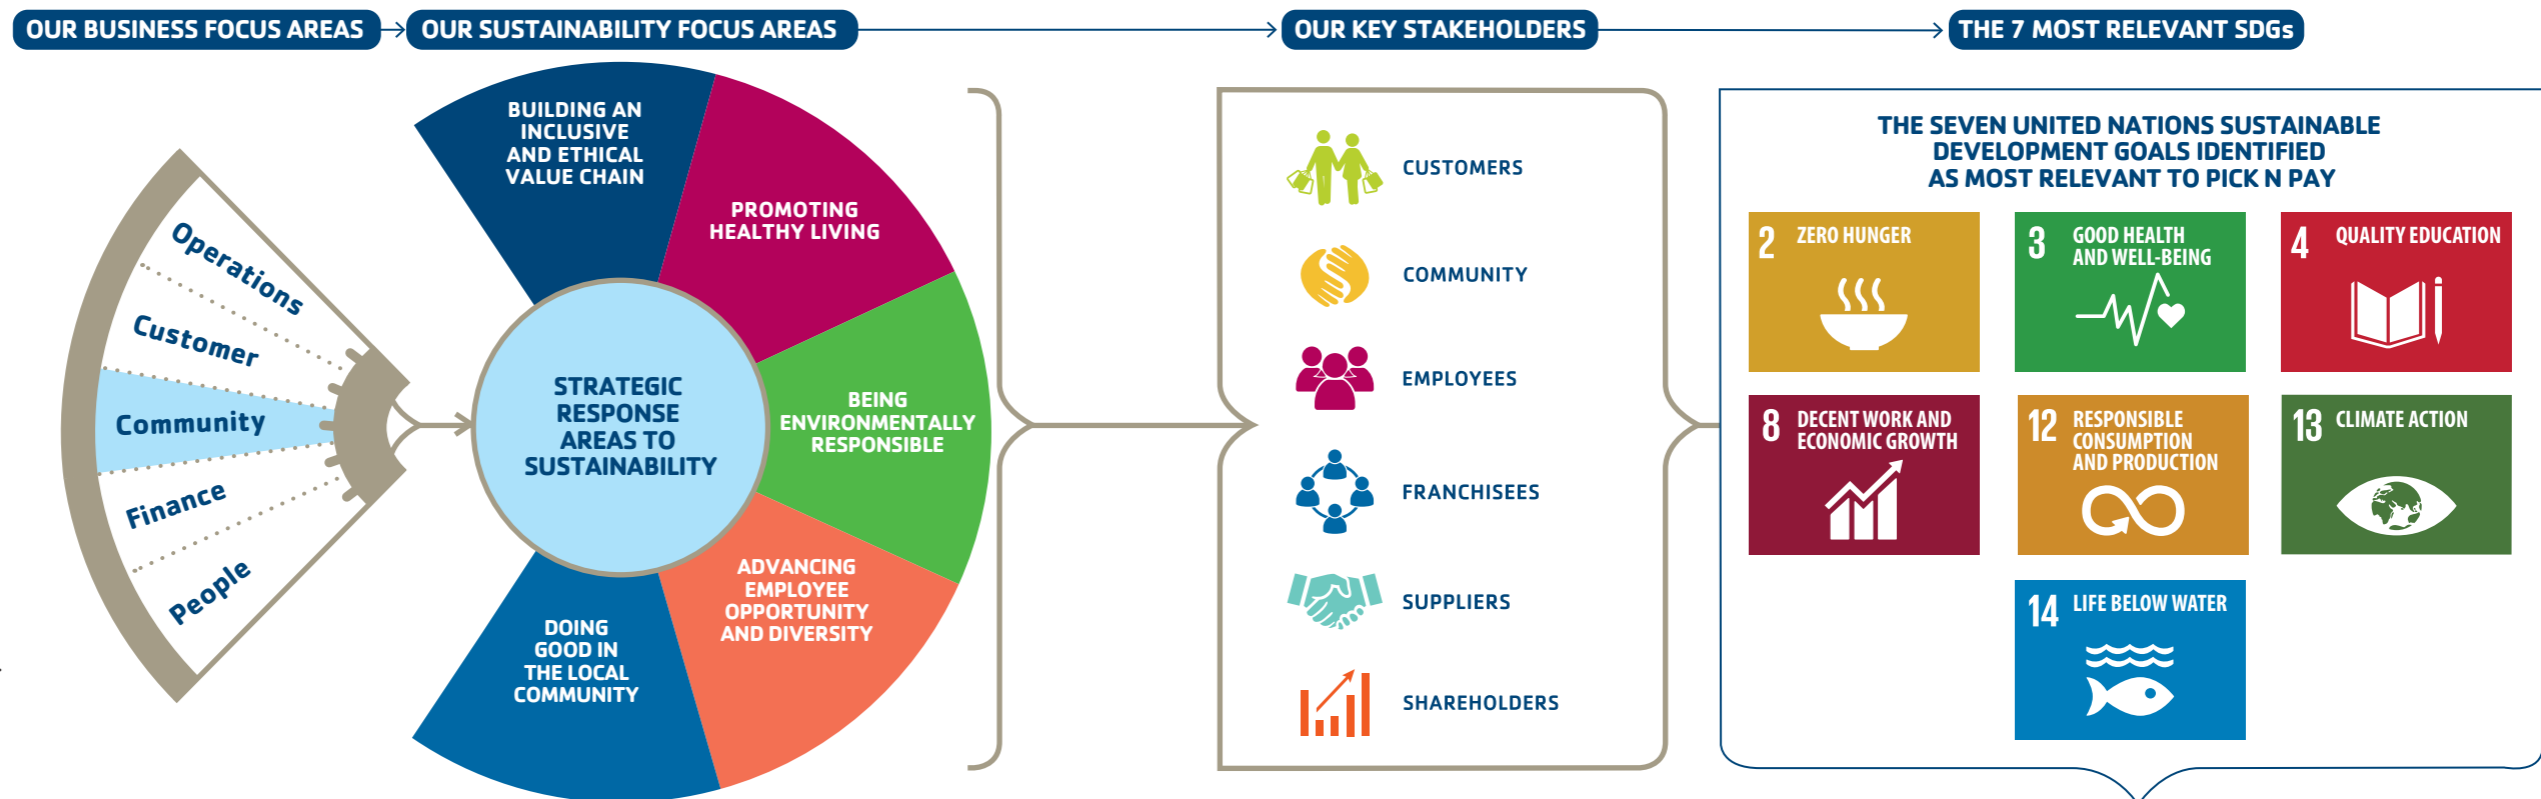 OUR BUSINESS FOCUS AREAS
OUR SUSTAINABILITY FOCUS AREAS
OUR KEY STAKEHOLDERS
THE 7 MOST RELEVANT SDGs
Operations
Customer
Community
Finance
People
STRATEGIC
RESPONSE
AREAS TO
SUSTAINABILITY
BUILDING AN
INCLUSIVE
AND ETHICAL
VALUE CHAIN
PROMOTING
HEALTHY LIVING
BEING
ENVIRONMENTALLY
RESPONSIBLE
ADVANCING
EMPLOYEE
OPPORTUNITY
AND DIVERSITY
DOING
GOOD IN
THE LOCAL
COMMUNITY
CUSTOMERS
COMMUNITY
EMPLOYEES
FRANCHISEES
SUPPLIERS
SHAREHOLDERS
THE SEVEN UNITED NATIONS SUSTAINABLE
DEVELOPMENT GOALS IDENTIFIED
AS MOST RELEVANT TO PICK N PAY
2 ZERO HUNGER
3 GOOD HEALTH
AND WELL-BEING
4 QUALITY EDUCATION
8 DECENT WORK AND
ECONOMIC GROWTH
12 RESPONSIBLE
CONSUMPTION
AND PRODUCTION
13 CLIMATE ACTION
14 LIFE BELOW WATER